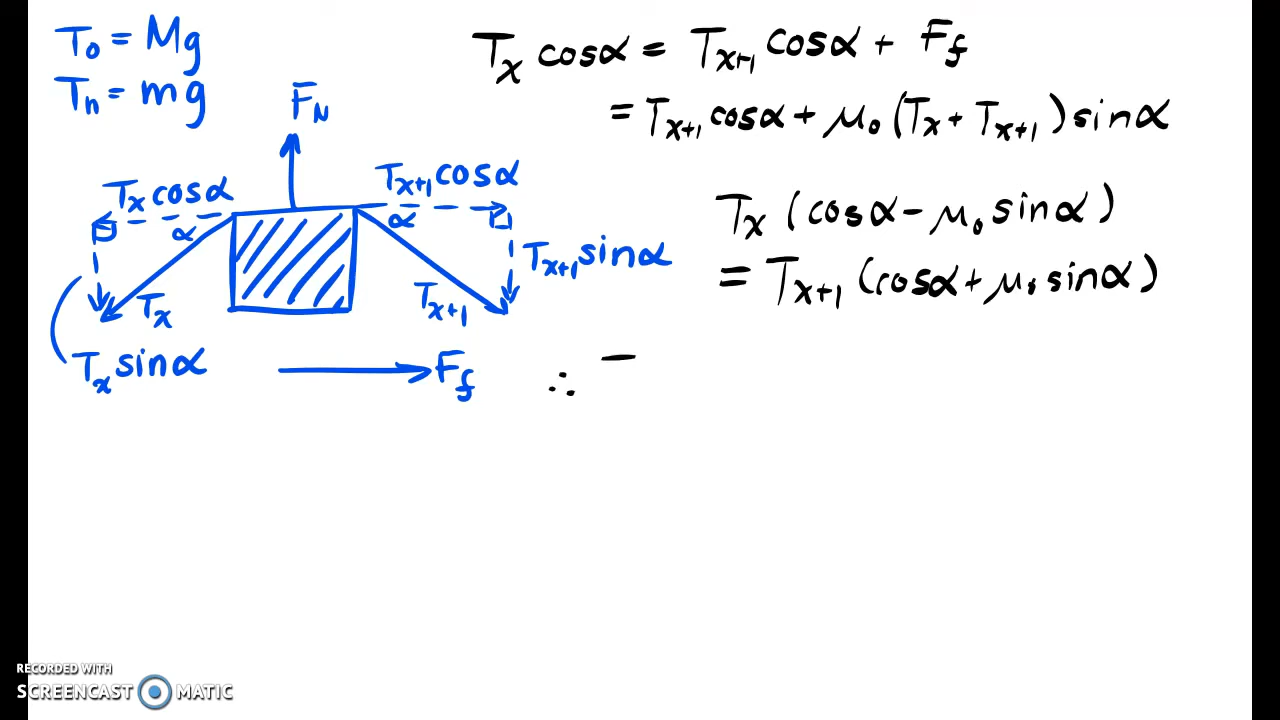 T₀ = Mg
Tₙ = mg
F_N
T_x cosα
T_{x+1} cosα
α
α
T_{x+1} sinα
T_x
T_{x+1}
T_x sinα
F_f
T_x cosα = T_{x+1} cosα + F_f
= T_{x+1} cosα + μ₀ (T_x + T_{x+1}) sinα
T_x (cosα - μ₀ sinα)
= T_{x+1} (cosα + μ₀ sinα)
∴
RECORDED WITH
SCREENCAST MATIC